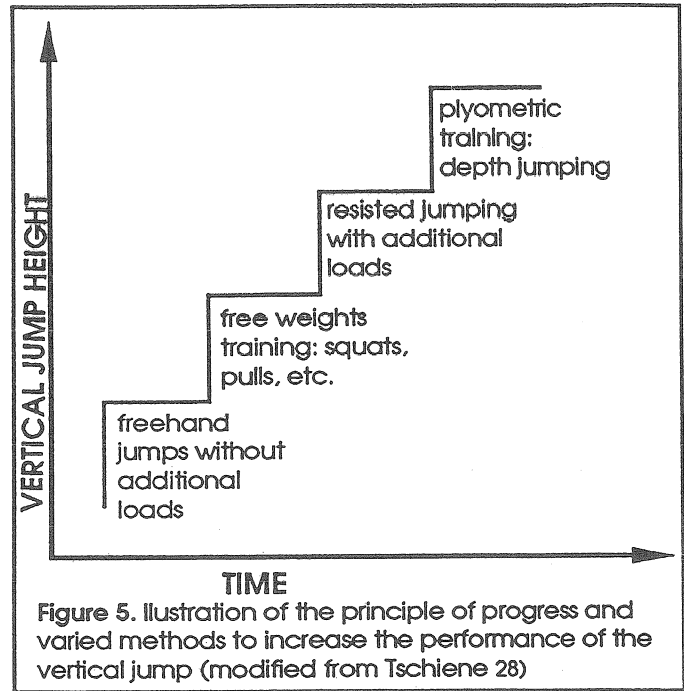 VERTICAL JUMP HEIGHT
plyometric
training:
depth jumping
resisted jumping
with additional
loads
free weights
training: squats,
pulls, etc.
freehand
jumps without
additional
loads
TIME
Figure 5. Illustration of the principle of progress and
varied methods to increase the performance of the
vertical jump (modified from Tschiene 28)